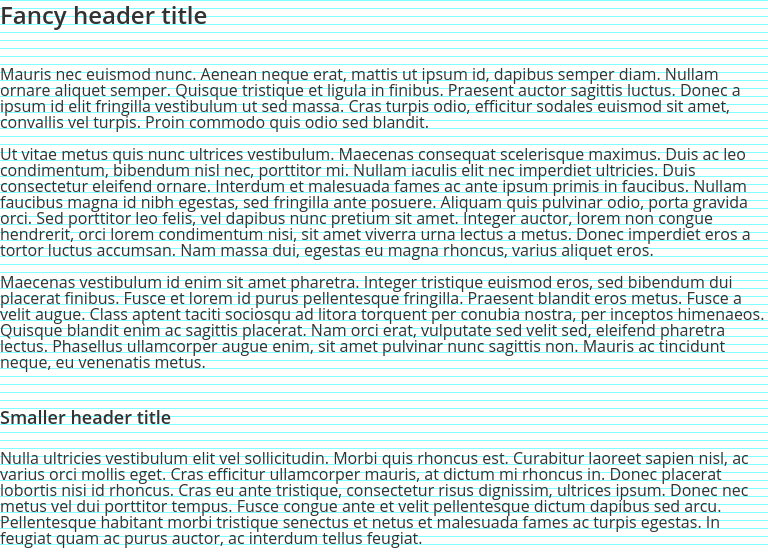 Fancy header title
Mauris nec euismod nunc. Aenean neque erat, mattis ut ipsum id, dapibus semper diam. Nullam
ornare aliquet semper. Quisque tristique et ligula in finibus. Praesent auctor sagittis luctus. Donec a
ipsum id elit fringilla vestibulum ut sed massa. Cras turpis odio, efficitur sodales euismod sit amet,
convallis vel turpis. Proin commodo quis odio sed blandit.
Ut vitae metus quis nunc ultrices vestibulum. Maecenas consequat scelerisque maximus. Duis ac leo
condimentum, bibendum nisl nec, porttitor mi. Nullam iaculis elit nec imperdiet ultricies. Duis
consectetur eleifend ornare. Interdum et malesuada fames ac ante ipsum primis in faucibus. Nullam
faucibus magna id nibh egestas, sed fringilla ante posuere. Aliquam quis pulvinar odio, porta gravida
orci. Sed porttitor leo felis, vel dapibus nunc pretium sit amet. Integer auctor, lorem non congue
hendrerit, orci lorem condimentum nisi, sit amet viverra urna lectus a metus. Donec imperdiet eros a
tortor luctus accumsan. Nam massa dui, egestas eu magna rhoncus, varius aliquet eros.
Maecenas vestibulum id enim sit amet pharetra. Integer tristique euismod eros, sed bibendum dui
placerat finibus. Fusce et lorem id purus pellentesque fringilla. Praesent blandit eros metus. Fusce a
velit augue. Class aptent taciti sociosqu ad litora torquent per conubia nostra, per inceptos himenaeos.
Quisque blandit enim ac sagittis placerat. Nam orci erat, vulputate sed velit sed, eleifend pharetra
lectus. Phasellus ullamcorper augue enim, sit amet pulvinar nunc sagittis non. Mauris ac tincidunt
neque, eu venenatis metus.
Smaller header title
Nulla ultricies vestibulum elit vel sollicitudin. Morbi quis rhoncus est. Curabitur laoreet sapien nisl, ac
varius orci mollis eget. Cras efficitur ullamcorper mauris, at dictum mi rhoncus in. Donec placerat
lobortis nisi id rhoncus. Cras eu ante tristique, consectetur risus dignissim, ultrices ipsum. Donec nec
metus vel dui porttitor tempus. Fusce congue ante et velit pellentesque dictum dapibus sed arcu.
Pellentesque habitant morbi tristique senectus et netus et malesuada fames ac turpis egestas. In
feugiat quam ac purus auctor, ac interdum tellus feugiat.